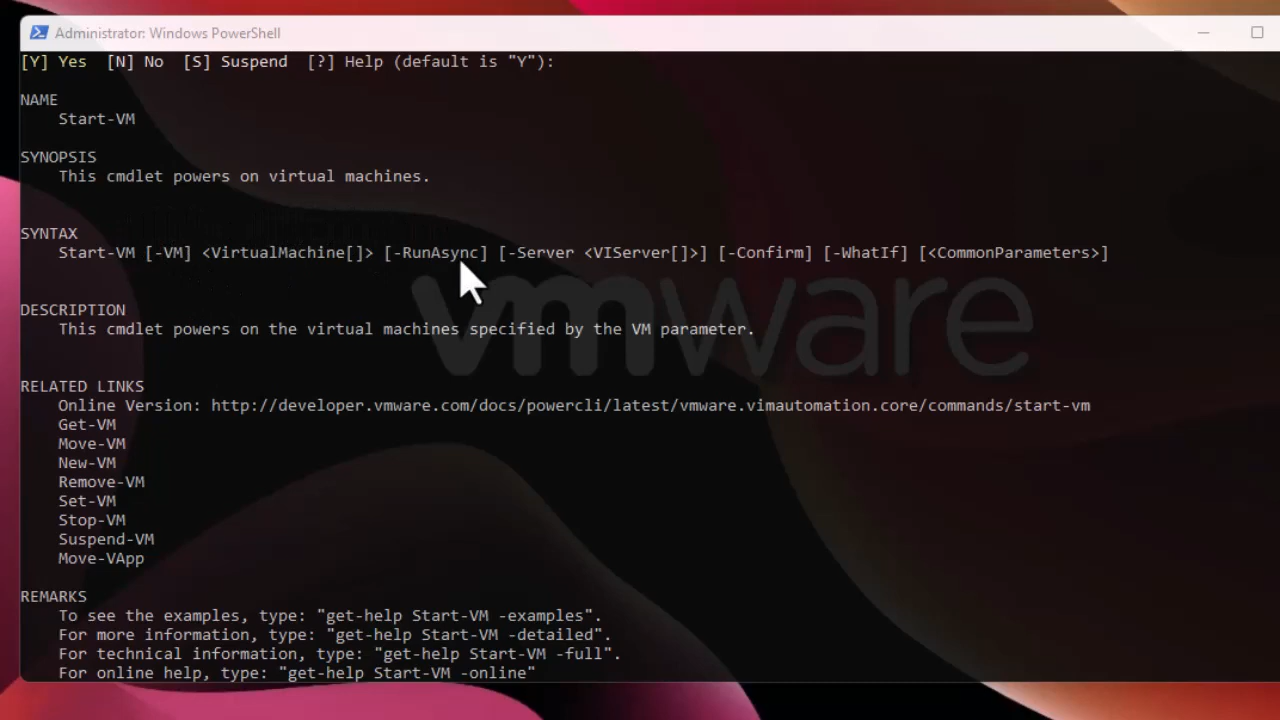 Administrator: Windows PowerShell
[Y] Yes  [N] No  [S] Suspend  [?] Help (default is "Y"):
NAME
Start-VM
SYNOPSIS
This cmdlet powers on virtual machines.
SYNTAX
Start-VM [-VM] <VirtualMachine[]> [-RunAsync] [-Server <VIServer[]>] [-Confirm] [-WhatIf] [<CommonParameters>]
vmware
DESCRIPTION
This cmdlet powers on the virtual machines specified by the VM parameter.
RELATED LINKS
Online Version: http://developer.vmware.com/docs/powercli/latest/vmware.vimautomation.core/commands/start-vm
Get-VM
Move-VM
New-VM
Remove-VM
Set-VM
Stop-VM
Suspend-VM
Move-VApp
REMARKS
To see the examples, type: "get-help Start-VM -examples".
For more information, type: "get-help Start-VM -detailed".
For technical information, type: "get-help Start-VM -full".
For online help, type: "get-help Start-VM -online"